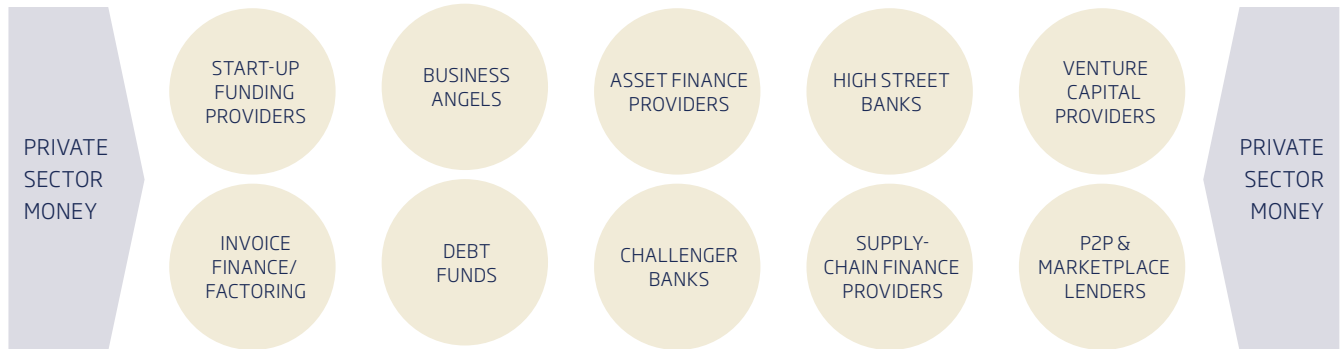 PRIVATE
SECTOR
MONEY
START-UP
FUNDING
PROVIDERS
BUSINESS
ANGELS
ASSET FINANCE
PROVIDERS
HIGH STREET
BANKS
VENTURE
CAPITAL
PROVIDERS
INVOICE
FINANCE/
FACTORING
DEBT
FUNDS
CHALLENGER
BANKS
SUPPLY-
CHAIN FINANCE
PROVIDERS
P2P &
MARKETPLACE
LENDERS
PRIVATE
SECTOR
MONEY